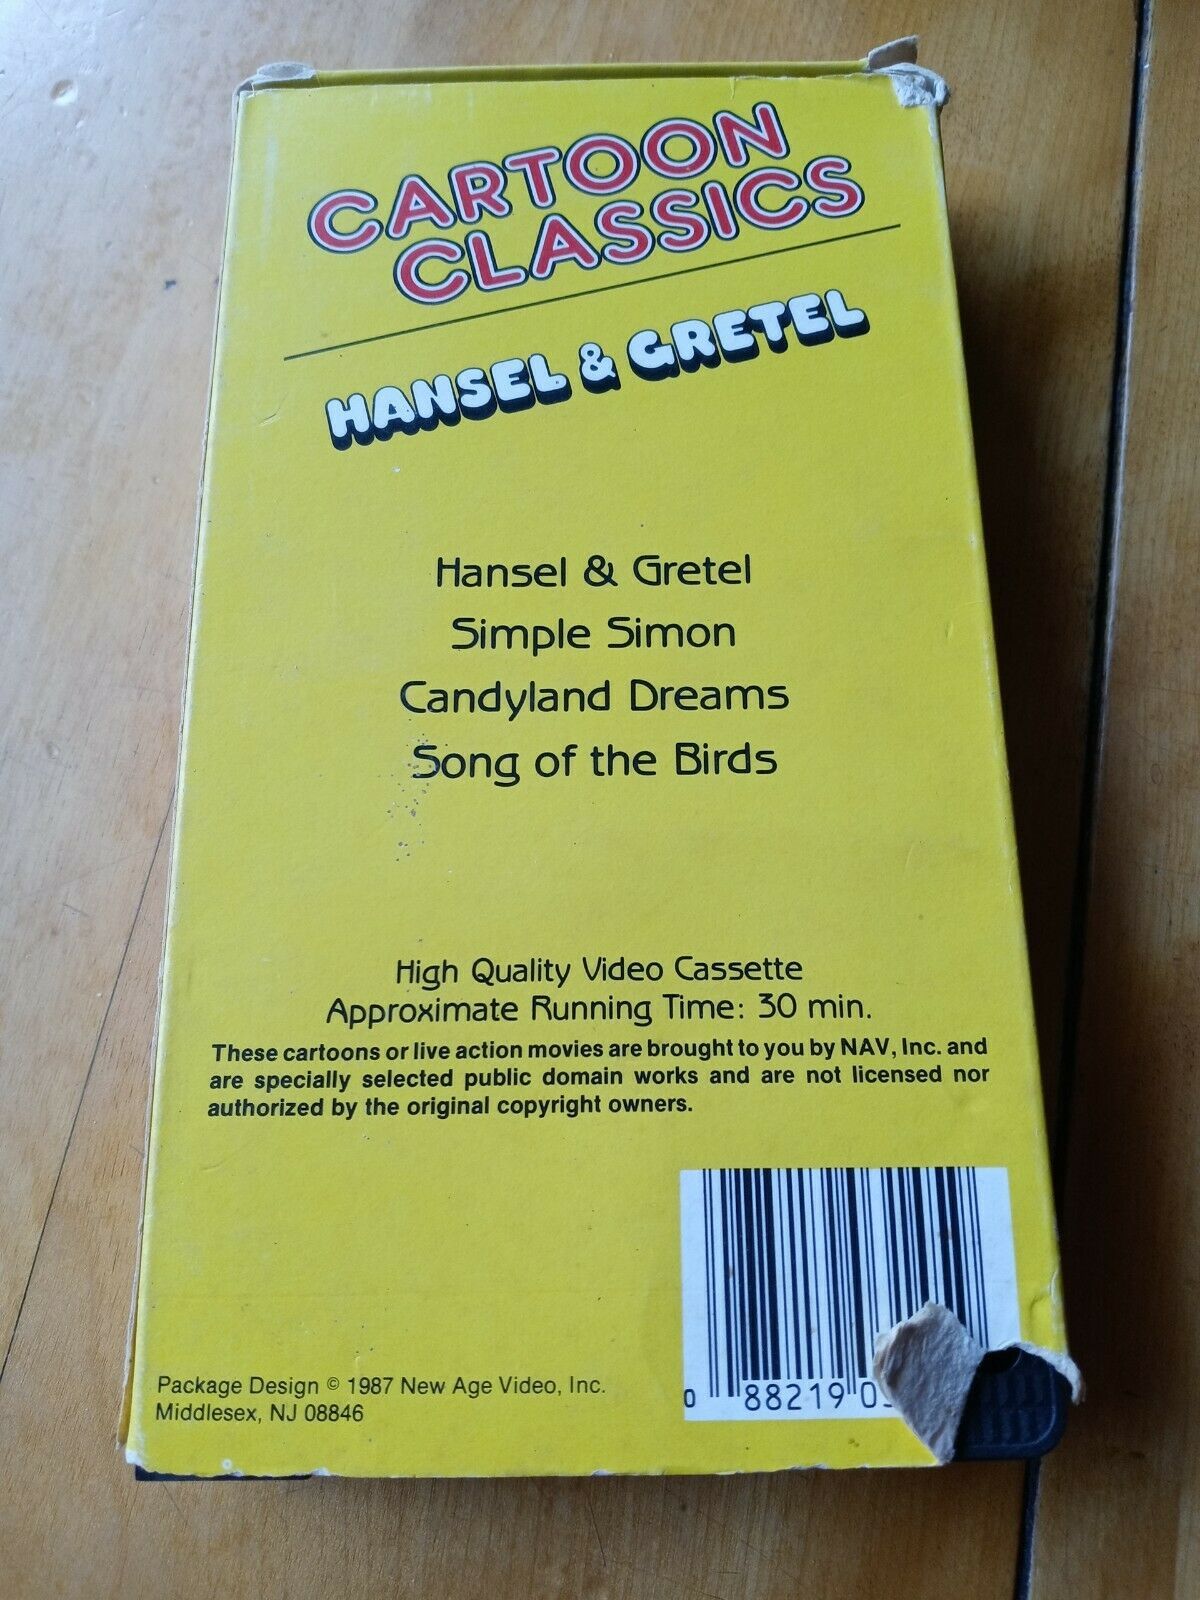 CARTOON
CLASSICS
HANSEL & GRETEL
Hansel & Gretel
Simple Simon
Candyland Dreams
Song of the Birds
High Quality Video Cassette
Approximate Running Time: 30 min.
These cartoons or live action movies are brought to you by NAV, Inc. and
are specially selected public domain works and are not licensed nor
authorized by the original copyright owners.
Package Design © 1987 New Age Video, Inc.
Middlesex, NJ 08846
0 88219 0